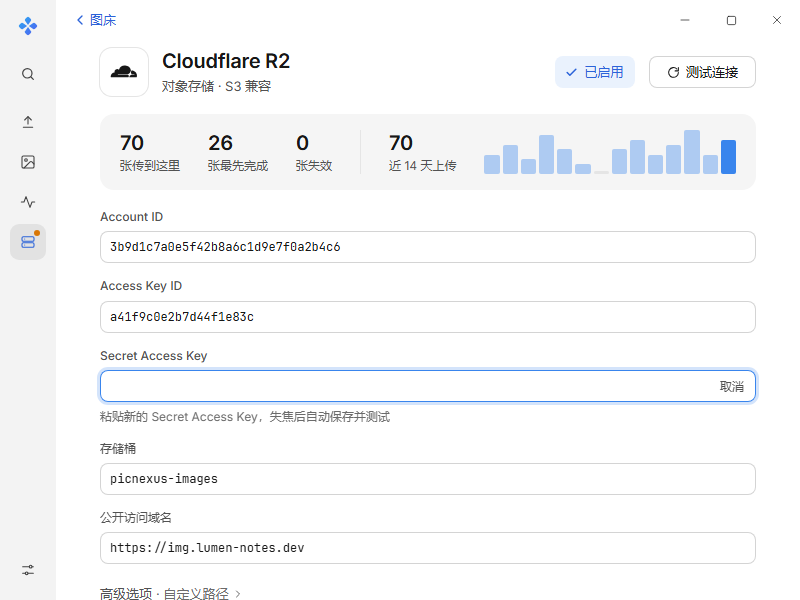 图床
Cloudflare R2
对象存储 · S3 兼容
已启用
测试连接
70
张传到这里
26
张最先完成
0
张失效
70
近 14 天上传
Account ID
3b9d1c7a0e5f42b8a6c1d9e7f0a2b4c6
Access Key ID
a41f9c0e2b7d44f1e83c
Secret Access Key
取消
粘贴新的 Secret Access Key，失焦后自动保存并测试
存储桶
picnexus-images
公开访问域名
https://img.lumen-notes.dev
高级选项 · 自定义路径